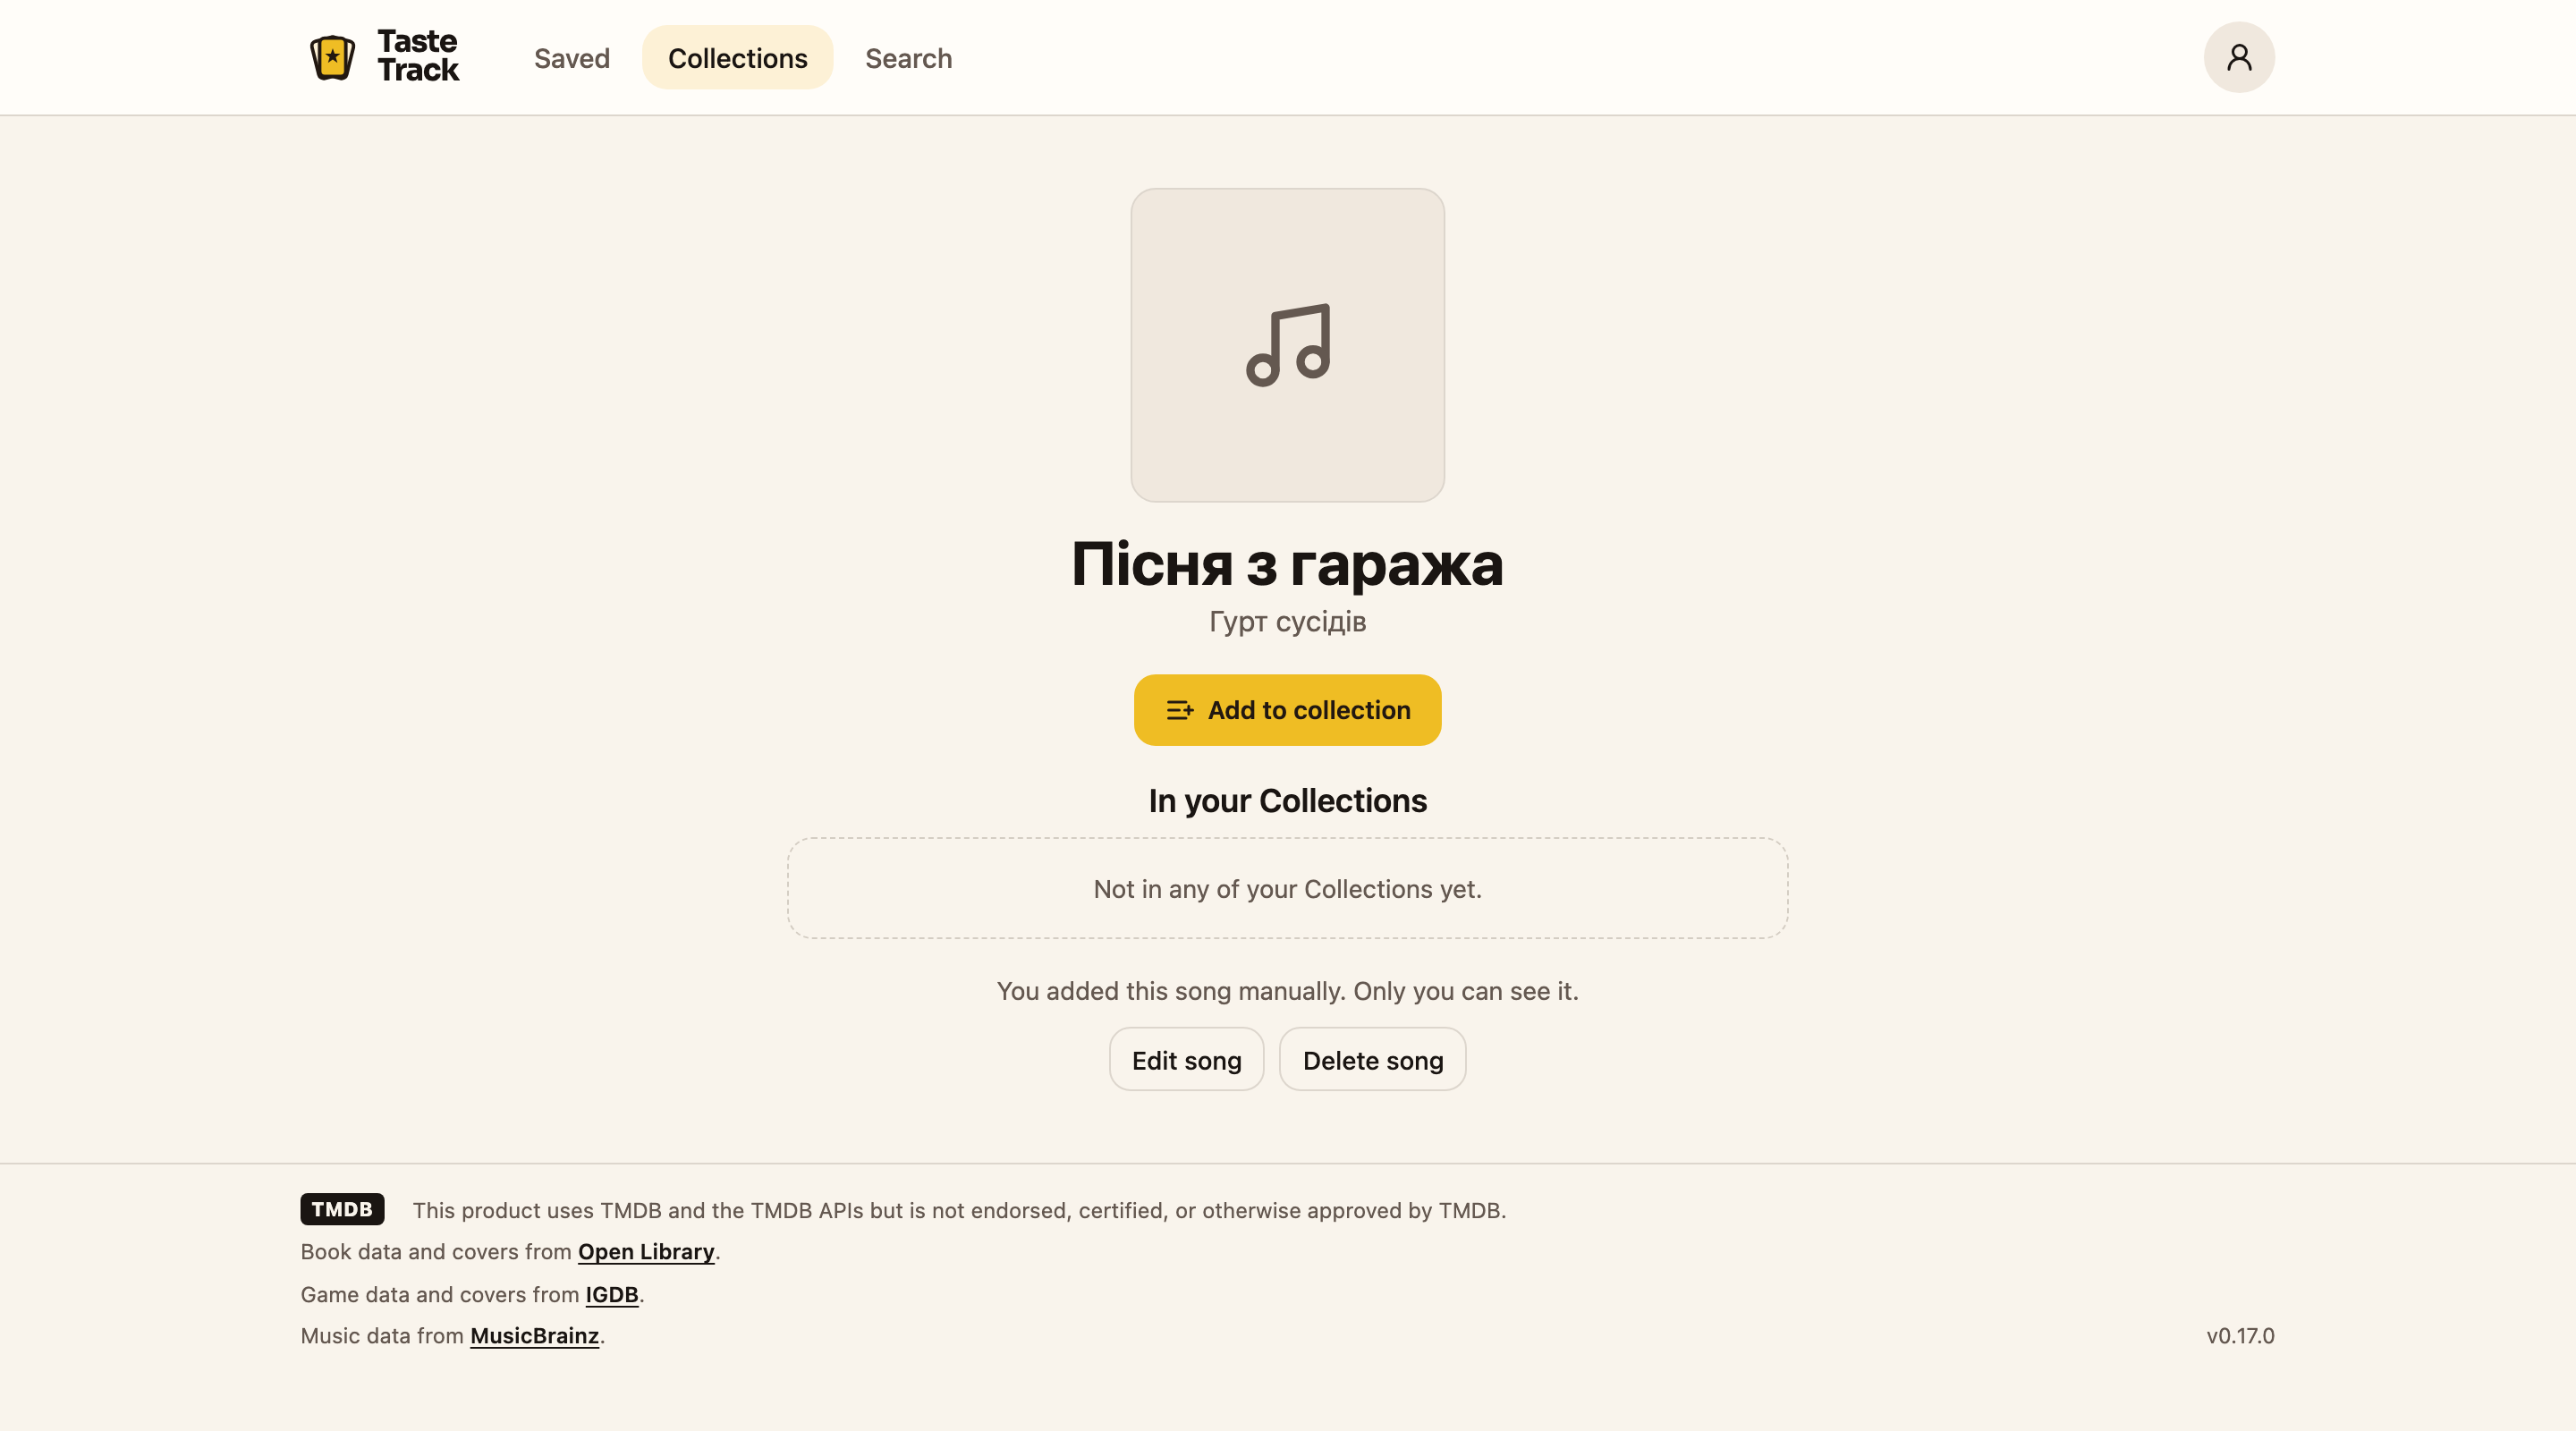 Taste
Track
Saved
Collections
Search
Пісня з гаража
Гурт сусідів
Add to collection
In your Collections
Not in any of your Collections yet.
You added this song manually. Only you can see it.
Edit song
Delete song
TMDB This product uses TMDB and the TMDB APIs but is not endorsed, certified, or otherwise approved by TMDB.
Book data and covers from Open Library.
Game data and covers from IGDB.
Music data from MusicBrainz.
v0.17.0